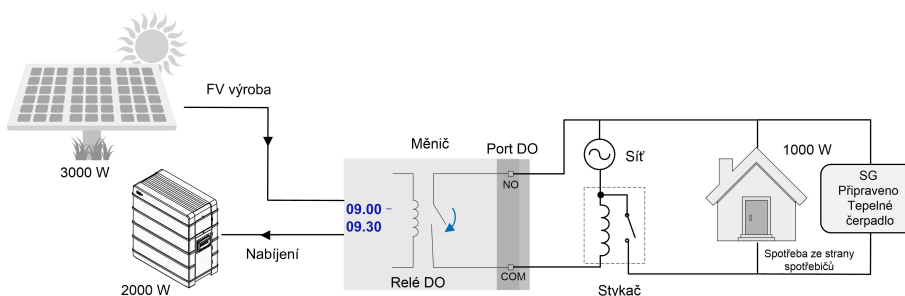 FV výroba
3000 W
Měnič
Port DO
NO
09.00 –
09.30
Nabíjení
2000 W
Relé DO
COM
Síť
Stykač
1000 W
SG
Připraveno
Tepelné
čerpadlo
Spotřeba ze strany
spotřebičů